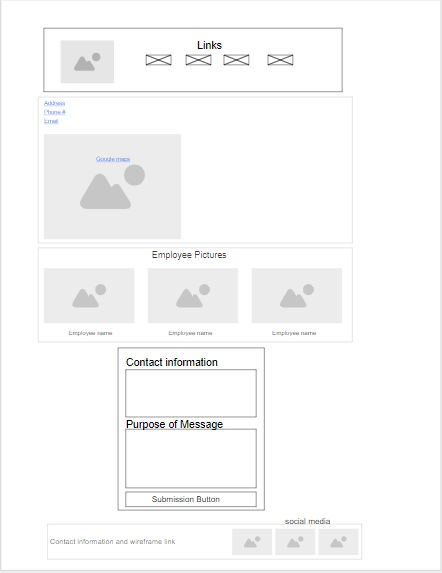 Links
Address
Phone #
Email
Google maps
Employee Pictures
Employee name
Employee name
Employee name
Contact information
Purpose of Message
Submission Button
social media
Contact information and wireframe link